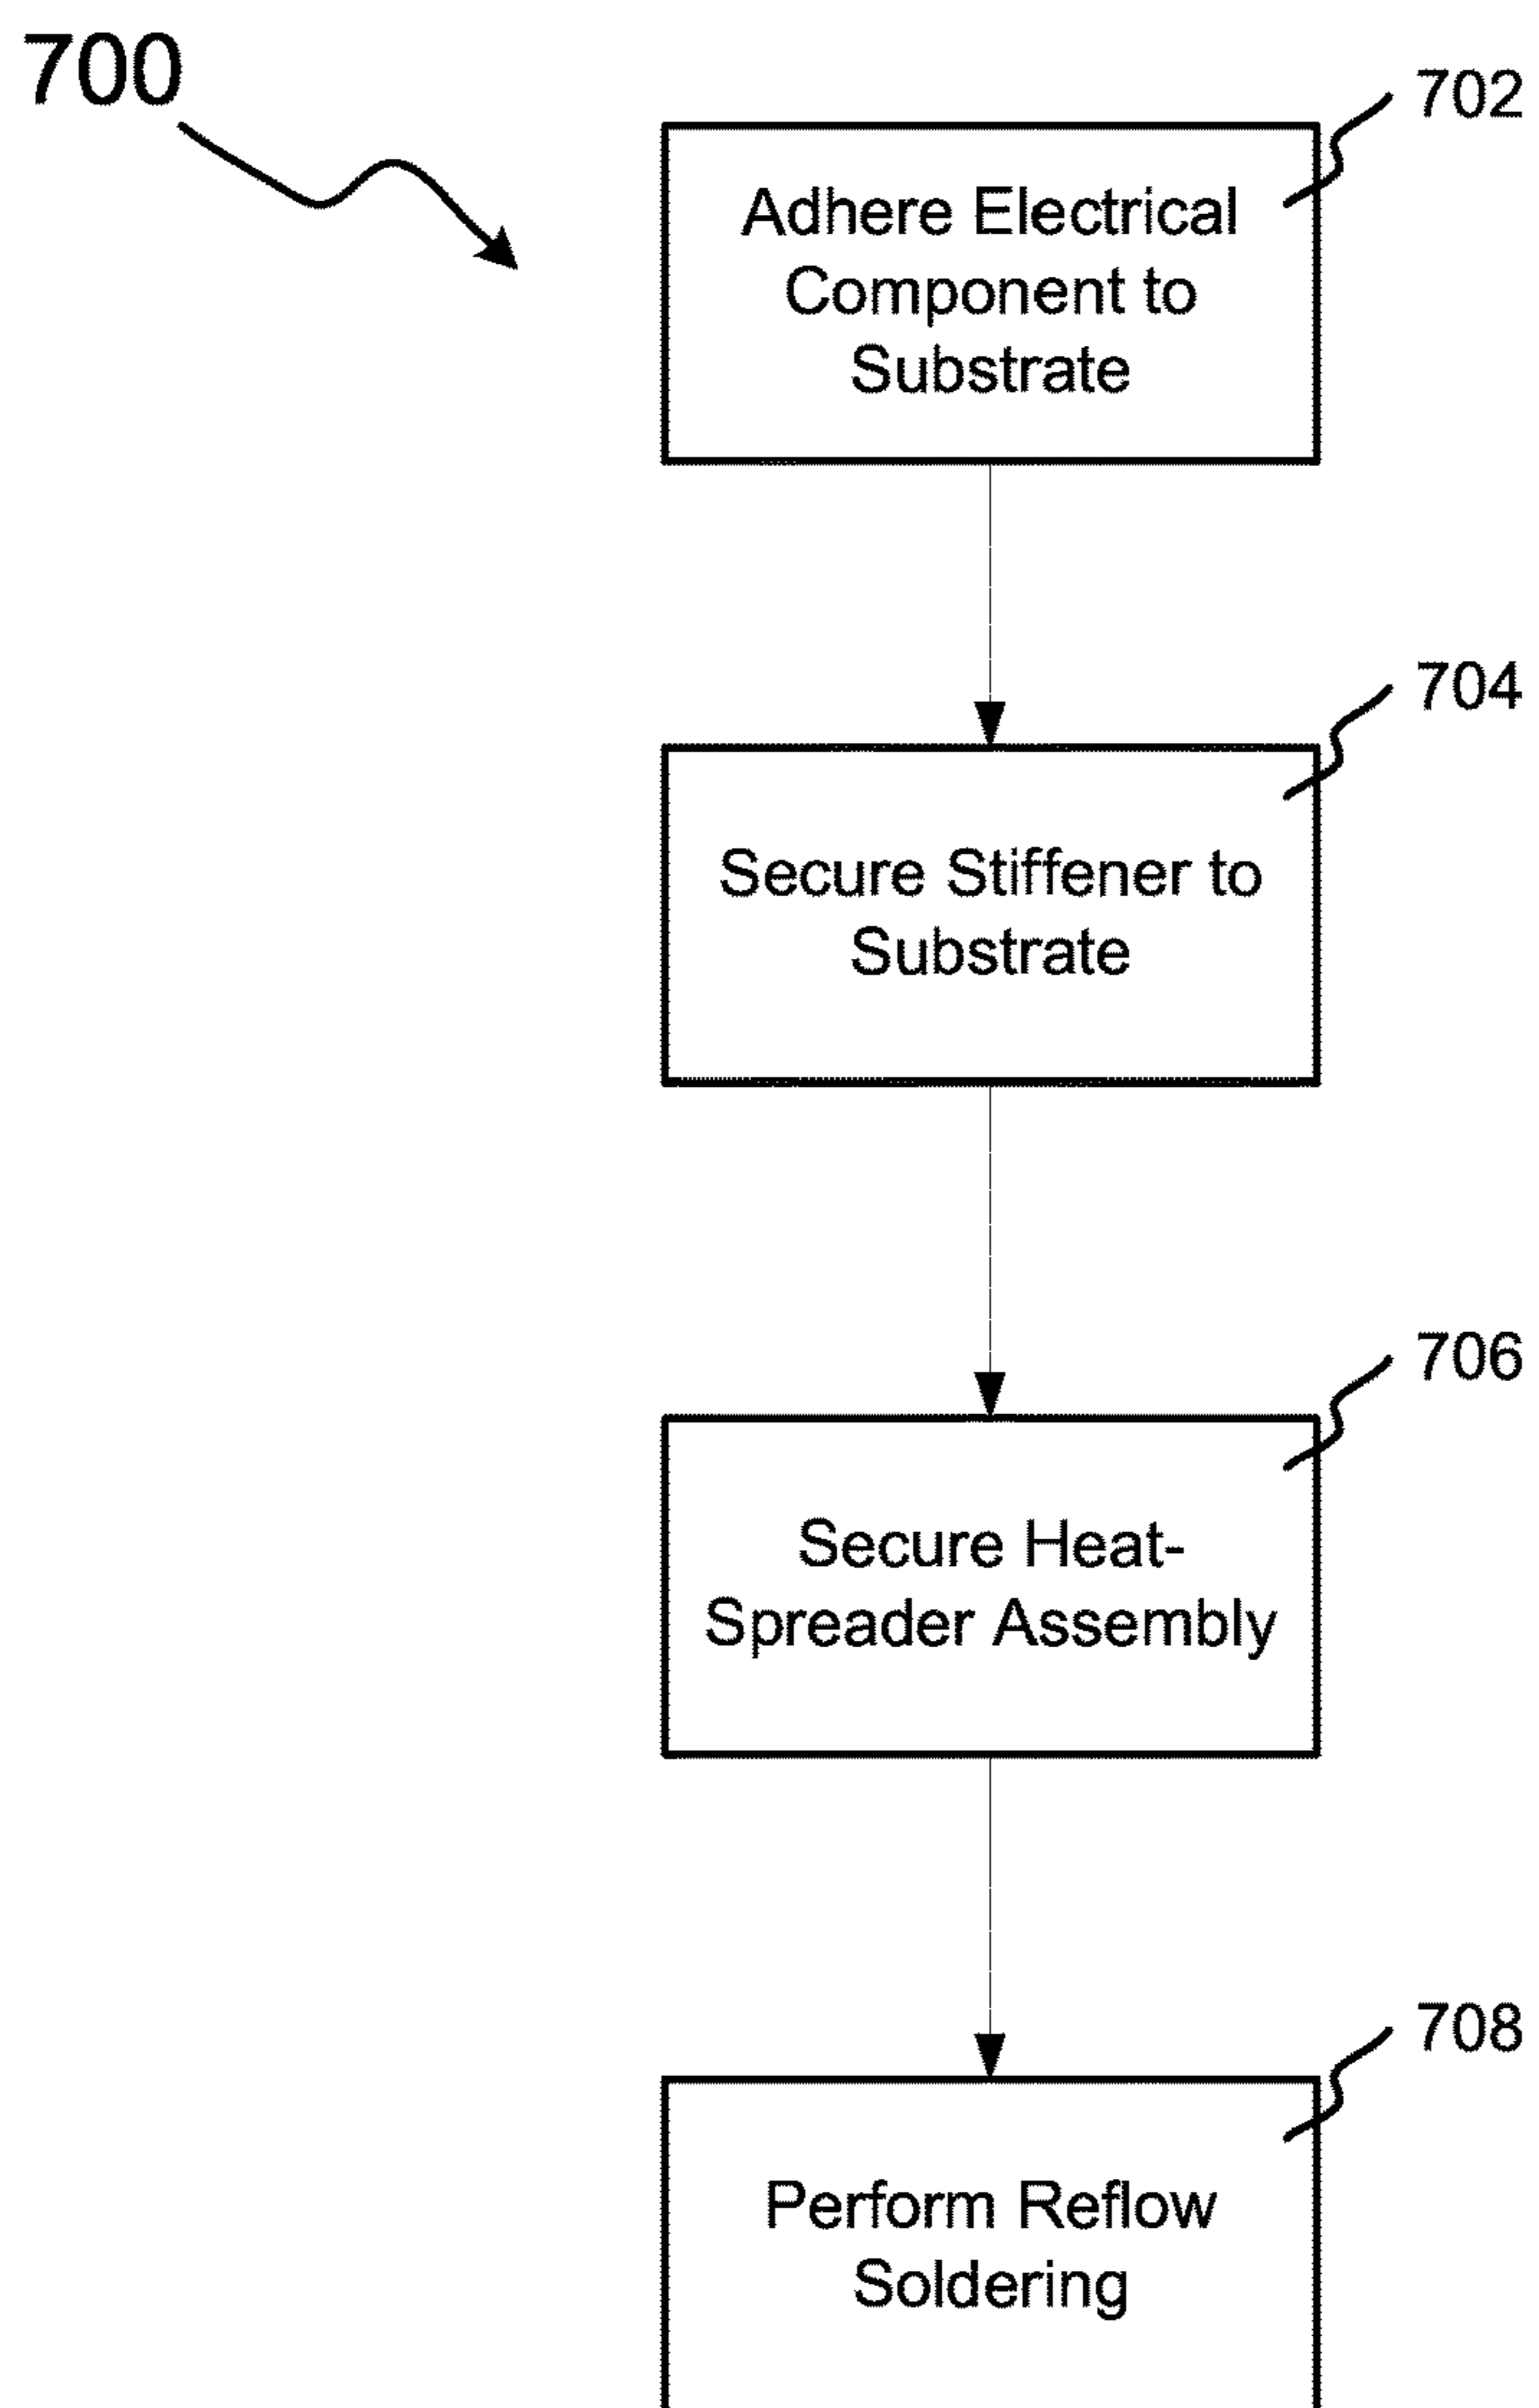 700
702
Adhere Electrical
Component to
Substrate
704
Secure Stiffener to
Substrate
706
Secure Heat-
Spreader Assembly
708
Perform Reflow
Soldering